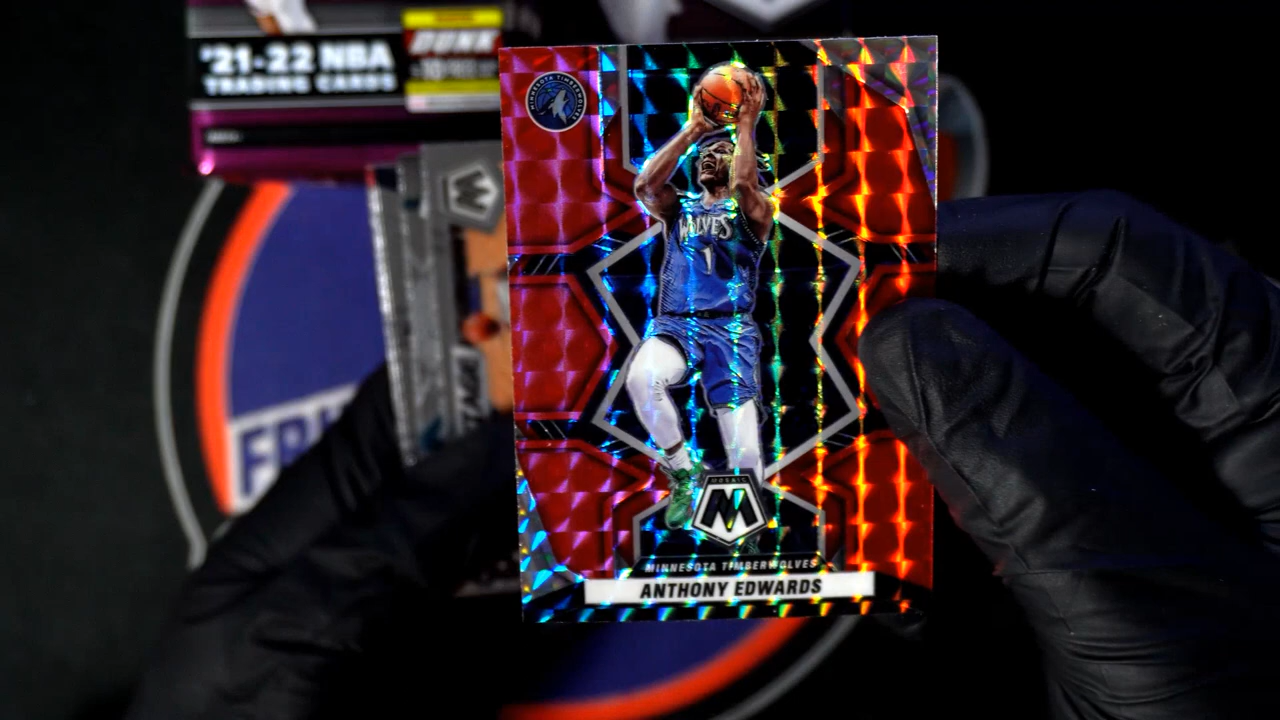 '21-22 NBA
TRADING CARDS
DUNK
MINNESOTA TIMBERWOLVES
WOLVES
1
MOSAIC
M
MINNESOTA TIMBERWOLVES
ANTHONY EDWARDS